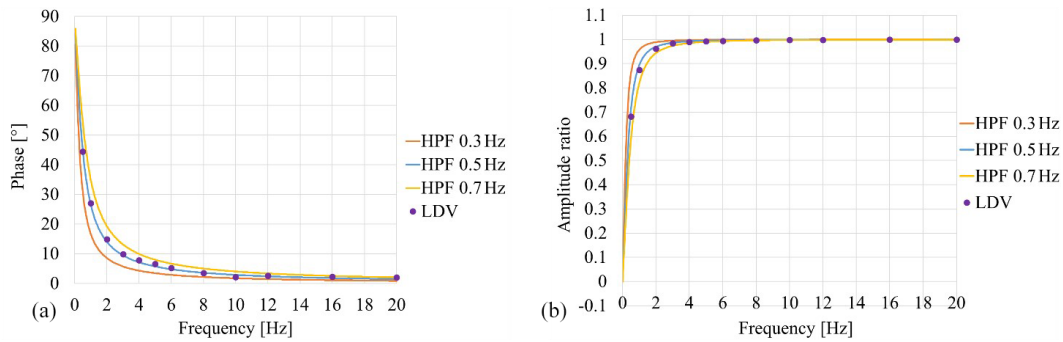 90
80
70
60
50
40
30
20
10
0
Phase [°]
0 2 4 6 8 10 12 14 16 18 20
Frequency [Hz]
(a)
HPF 0.3 Hz
HPF 0.5 Hz
HPF 0.7 Hz
LDV
1.1
1
0.9
0.8
0.7
0.6
0.5
0.4
0.3
0.2
0.1
0
-0.1
Amplitude ratio
0 2 4 6 8 10 12 14 16 18 20
Frequency [Hz]
(b)
HPF 0.3 Hz
HPF 0.5 Hz
HPF 0.7 Hz
LDV